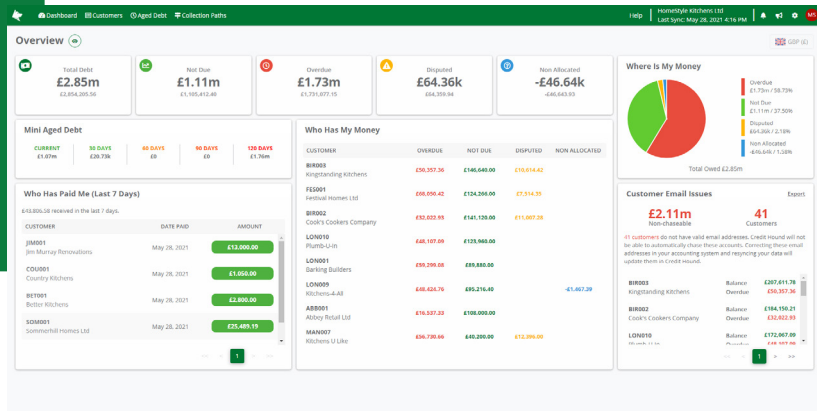 Dashboard Customers Aged Debt Collection Paths
Help HomeStyle Kitchens Ltd
Last Sync: May 28, 2021 4:16 PM
MS
Overview
GBP (£)
Total Debt
£2.85m
£2,854,205.56
Not Due
£1.11m
£1,105,412.40
Overdue
£1.73m
£1,731,077.15
Disputed
£64.36k
£64,359.94
Non Allocated
-£46.64k
-£46,643.93
Where Is My Money
Overdue
£1.73m / 58.73%
Not Due
£1.11m / 37.50%
Disputed
£64.36k / 2.18%
Non Allocated
-£46.64k / 1.58%
Total Owed £2.85m
Mini Aged Debt
CURRENT 30 DAYS 60 DAYS 90 DAYS 120 DAYS
£1.07m £20.73k £0 £0 £1.76m
Who Has My Money
CUSTOMER OVERDUE NOT DUE DISPUTED NON ALLOCATED
BIR003
Kingstanding Kitchens £50,357.36 £146,640.00 £10,614.42
FES001
Festival Homes Ltd £66,050.42 £124,266.00
BIR002
Cook's Cookers Company £32,022.93 £141,120.00 £11,007.28
LON010
Plumb-U-In £48,107.09 £123,960.00
LON001
Barking Builders £59,299.08 £89,880.00
LON009
Kitchens-4-All £48,424.76 £95,216.40 -£1,467.39
ABB001
Abbey Retail Ltd £16,537.33 £108,000.00
MAN007
Kitchens U Like £56,730.66 £40,200.00 £12,396.00
Who Has Paid Me (Last 7 Days)
£43,806.58 received in the last 7 days.
CUSTOMER DATE PAID AMOUNT
JIM001
Jim Murray Renovations May 28, 2021 £13,000.00
COU001
Country Kitchens May 28, 2021 £1,050.00
BET001
Better Kitchens May 28, 2021 £2,800.00
SOM001
Sommerhill Homes Ltd May 28, 2021 £25,489.19
1
Customer Email Issues Export
£2.11m 41
Non-chaseable Customers
41 customers do not have valid email addresses. Credit Hound will not
be able to automatically chase these accounts. Correcting these email
addresses in your accounting system and resyncing your data will
update them in Credit Hound.
BIR003 Balance £207,611.78
Kingstanding Kitchens Overdue £50,357.36
BIR002 Balance £184,150.21
Cook's Cookers Company Overdue £32,022.93
LON010 Balance £172,067.09
Plumb-U-In Overdue £48,107.09
1